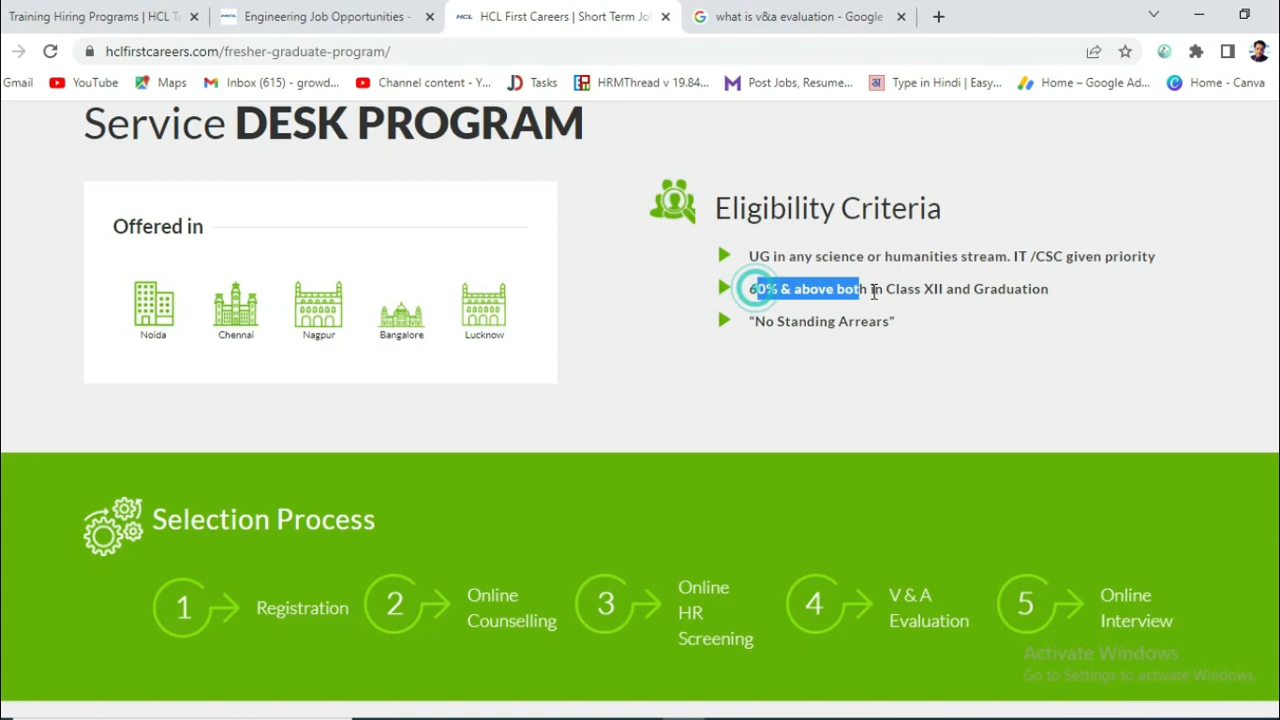 Training Hiring Programs | HCL T
Engineering Job Opportunities -
HCL HCL First Careers | Short Term Jo
what is v&a evaluation - Google
hclfirstcareers.com/fresher-graduate-program/
Gmail
YouTube
Maps
Inbox (615) - growd...
Channel content - Y...
Tasks
HRMThread v 19.84...
Post Jobs, Resume...
अ Type in Hindi | Easy...
Home – Google Ad...
Home - Canva
Service DESK PROGRAM
Offered in
Noida
Chennai
Nagpur
Bangalore
Lucknow
Eligibility Criteria
UG in any science or humanities stream. IT /CSC given priority
60% & above both in Class XII and Graduation
"No Standing Arrears"
Selection Process
1 Registration
2 Online
Counselling
3 Online
HR
Screening
4 V & A
Evaluation
5 Online
Interview
Activate Windows
Go to Settings to activate Windows.